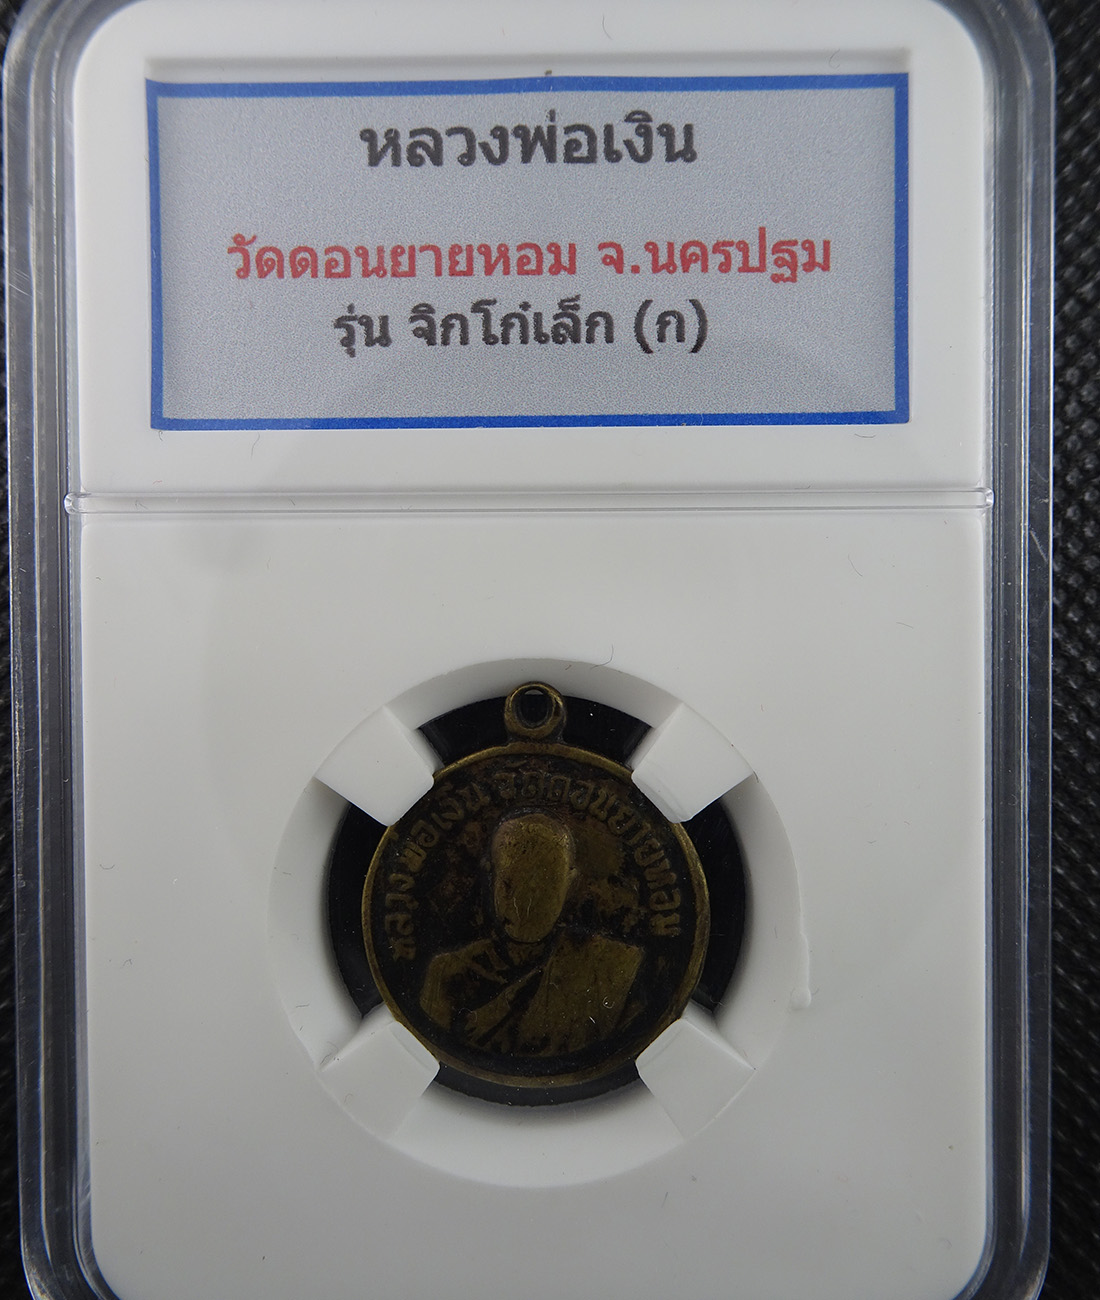 หลวงพ่อเงิน
วัดดอนยายหอม จ.นครปฐม
รุ่น จิกโก๋เล็ก (ก)
หลวงพ่อเงิน วัดดอนยายหอม